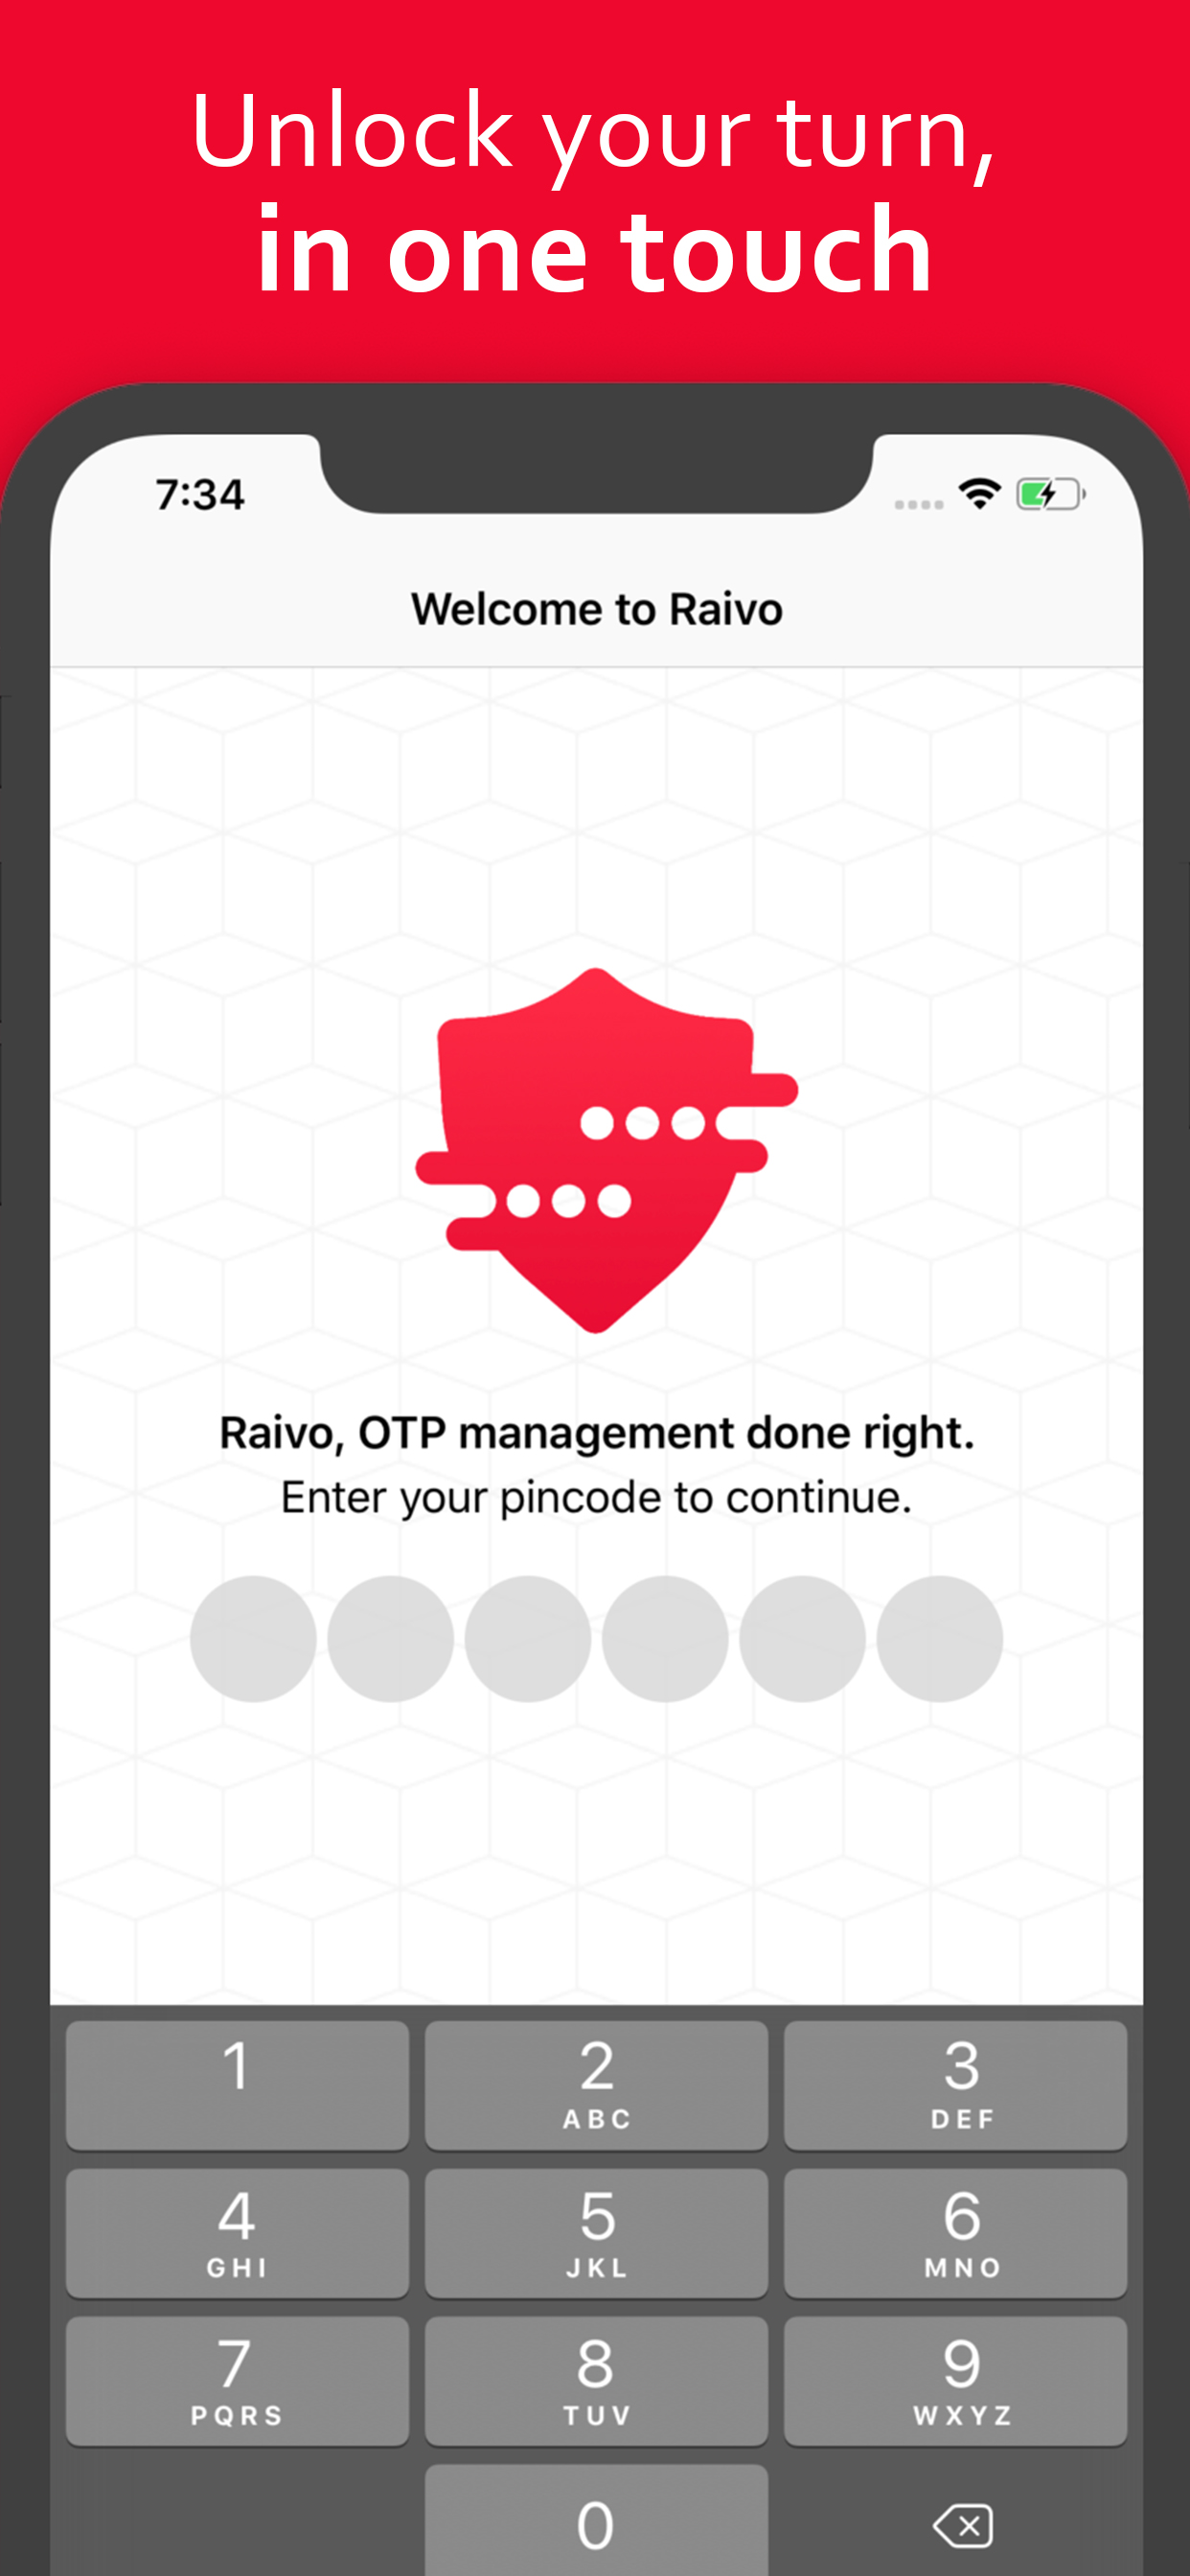 Unlock your turn,
in one touch
7:34
Welcome to Raivo
Raivo, OTP management done right.
Enter your pincode to continue.
1
2
ABC
3
DEF
4
GHI
5
JKL
6
MNO
7
PQRS
8
TUV
9
WXYZ
0